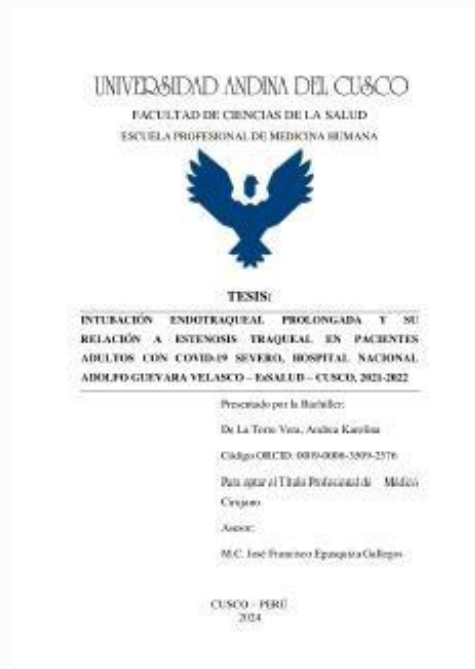 UNIVERSIDAD ANDINA DEL CUSCO
FACULTAD DE CIENCIAS DE LA SALUD
ESCUELA PROFESIONAL DE MEDICINA HUMANA
TESIS:
INTUBACIÓN ENDOTRAQUEAL PROLONGADA Y SU
RELACIÓN A ESTENOSIS TRAQUEAL EN PACIENTES
ADULTOS CON COVID-19 SEVERO, HOSPITAL NACIONAL
ADOLFO GUEVARA VELASCO – EsSALUD – CUSCO, 2021-2022
Presentado por la Bachiller:
De La Torre Vera, Andrea Karolina
Código ORCID:
Para optar al Título Profesional de Médico
Cirujano
Asesor:
M.C. José Francisco Egusquiza Gallegos
CUSCO – PERÚ
2024